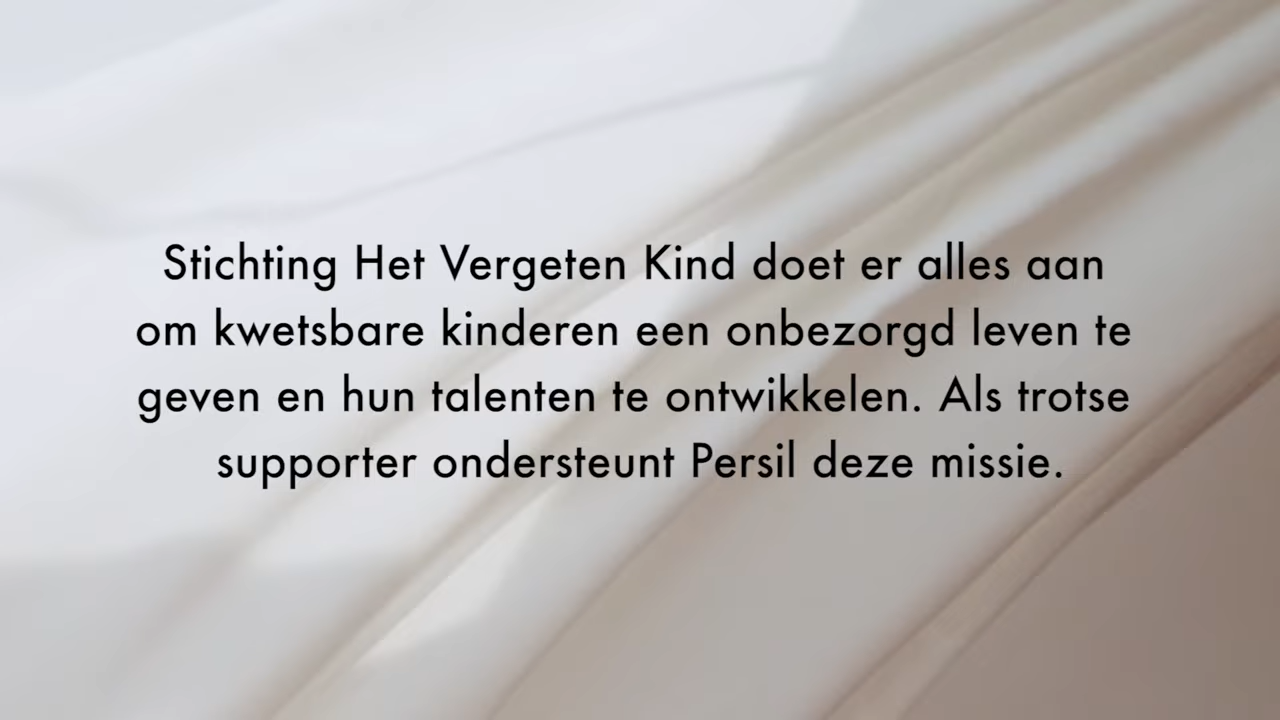 Stichting Het Vergeten Kind doet er alles aan
om kwetsbare kinderen een onbezorgd leven te
geven en hun talenten te ontwikkelen. Als trotse
supporter ondersteunt Persil deze missie.